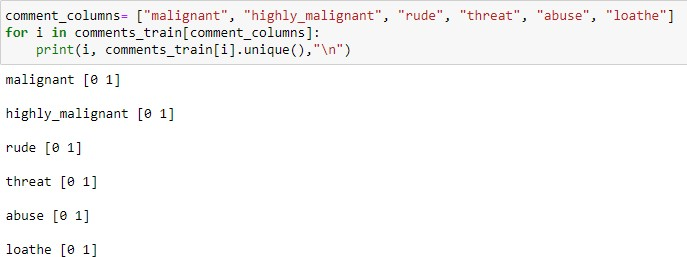 comment_columns= ["malignant", "highly_malignant", "rude", "threat", "abuse", "loathe"]
for i in comments_train[comment_columns]:
    print(i, comments_train[i].unique(),"\n")
malignant [0 1]
highly_malignant [0 1]
rude [0 1]
threat [0 1]
abuse [0 1]
loathe [0 1]